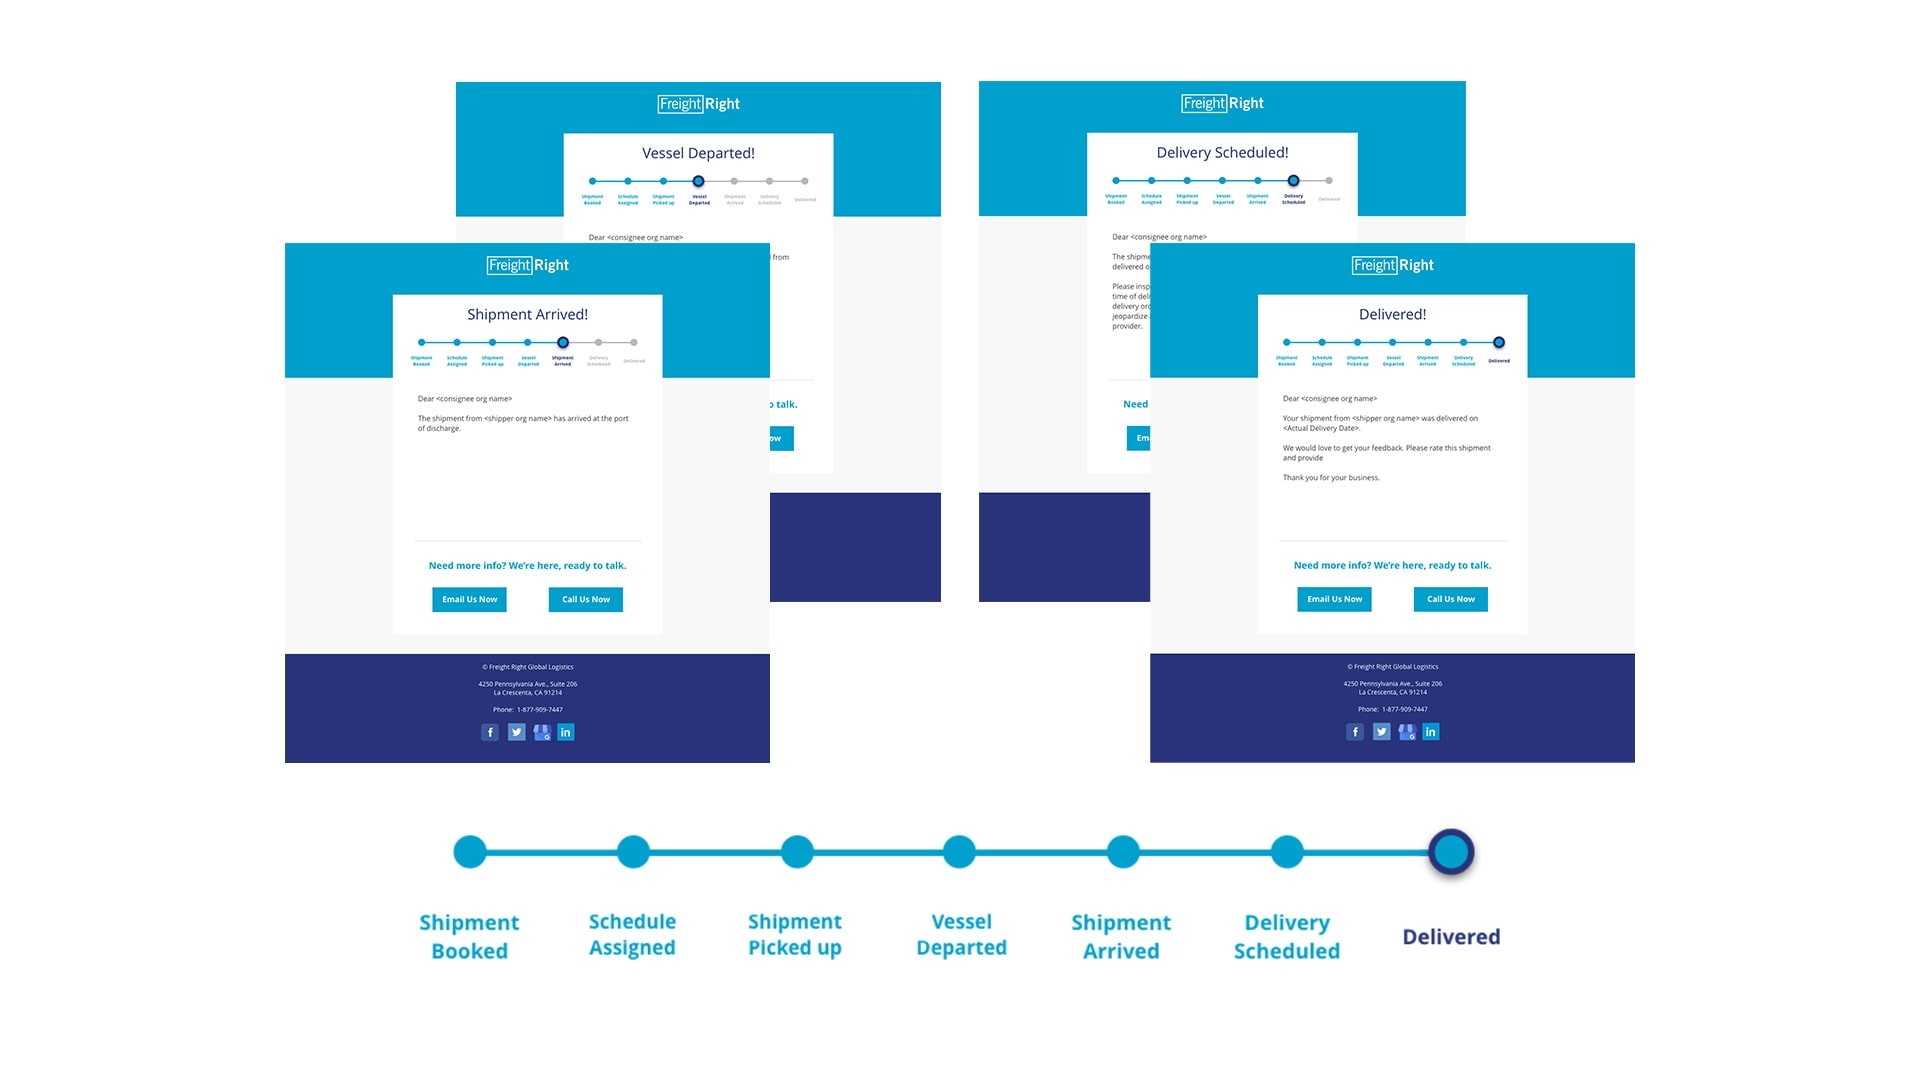 Freight Right
Vessel Departed!
Shipment Booked
Schedule Assigned
Shipment Picked up
Vessel Departed
Shipment Arrived
Delivery Scheduled
Delivered
Dear <consignee org name>
from
o talk.
ow
Freight Right
Delivery Scheduled!
Shipment Booked
Schedule Assigned
Shipment Picked up
Vessel Departed
Shipment Arrived
Delivery Scheduled
Delivered
Dear <consignee org name>
The shipme
delivered o
Please insp
time of deli
delivery or
jeopardize
provider.
Need
Em
Freight Right
Shipment Arrived!
Shipment Booked
Schedule Assigned
Shipment Picked up
Vessel Departed
Shipment Arrived
Delivery Scheduled
Delivered
Dear <consignee org name>
The shipment from <shipper org name> has arrived at the port
of discharge.
Need more info? We're here, ready to talk.
Email Us Now
Call Us Now
© Freight Right Global Logistics
4250 Pennsylvania Ave., Suite 206
La Crescenta, CA 91214
Phone: 1-877-909-7447
Freight Right
Delivered!
Shipment Booked
Schedule Assigned
Shipment Picked up
Vessel Departed
Shipment Arrived
Delivery Scheduled
Delivered
Dear <consignee org name>
Your shipment from <shipper org name> was delivered on
<Actual Delivery Date>.
We would love to get your feedback. Please rate this shipment
and provide
Thank you for your business.
Need more info? We're here, ready to talk.
Email Us Now
Call Us Now
© Freight Right Global Logistics
4250 Pennsylvania Ave., Suite 206
La Crescenta, CA 91214
Phone: 1-877-909-7447
Shipment
Booked
Schedule
Assigned
Shipment
Picked up
Vessel
Departed
Shipment
Arrived
Delivery
Scheduled
Delivered